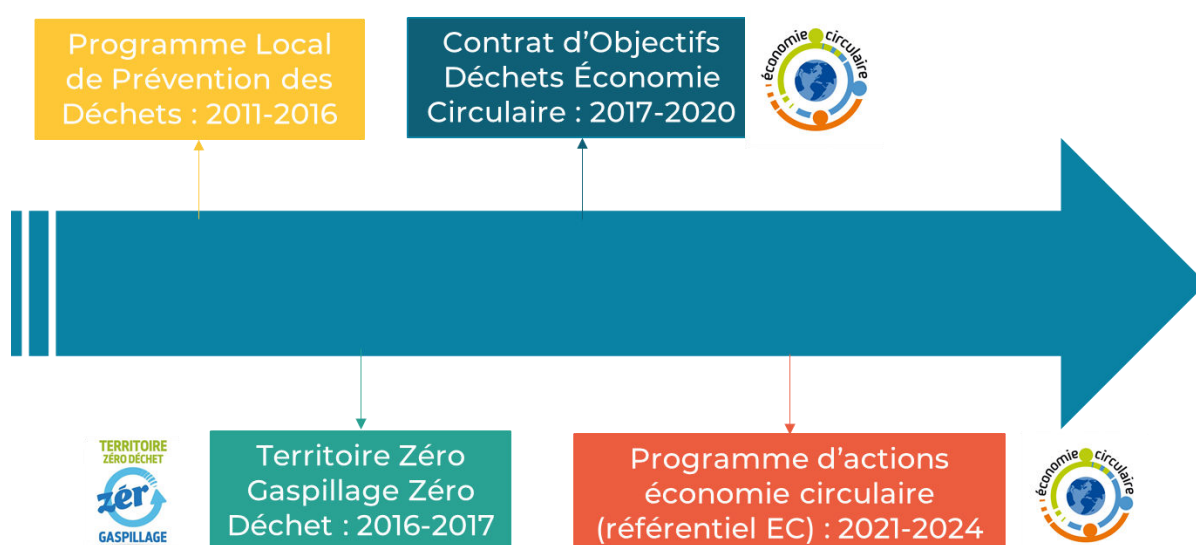 Programme Local
de Prévention des
Déchets : 2011-2016
Contrat d’Objectifs
Déchets Économie
Circulaire : 2017-2020
économie circulaire
TERRITOIRE
ZÉRO DÉCHET
zér
GASPILLAGE
Territoire Zéro
Gaspillage Zéro
Déchet : 2016-2017
Programme d’actions
économie circulaire
(référentiel EC) : 2021-2024
économie circulaire